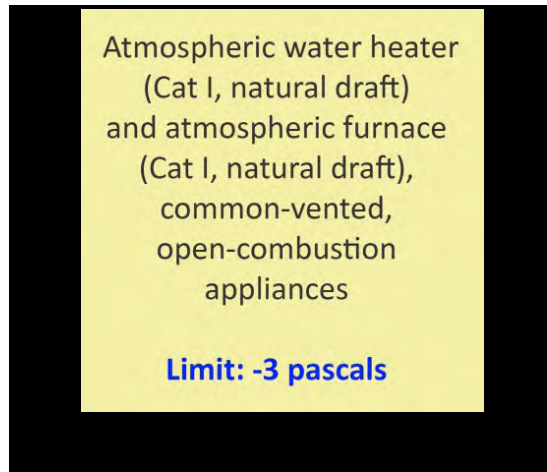 Atmospheric water heater
(Cat I, natural draft)
and atmospheric furnace
(Cat I, natural draft),
common-vented,
open-combustion
appliances
Limit: -3 pascals